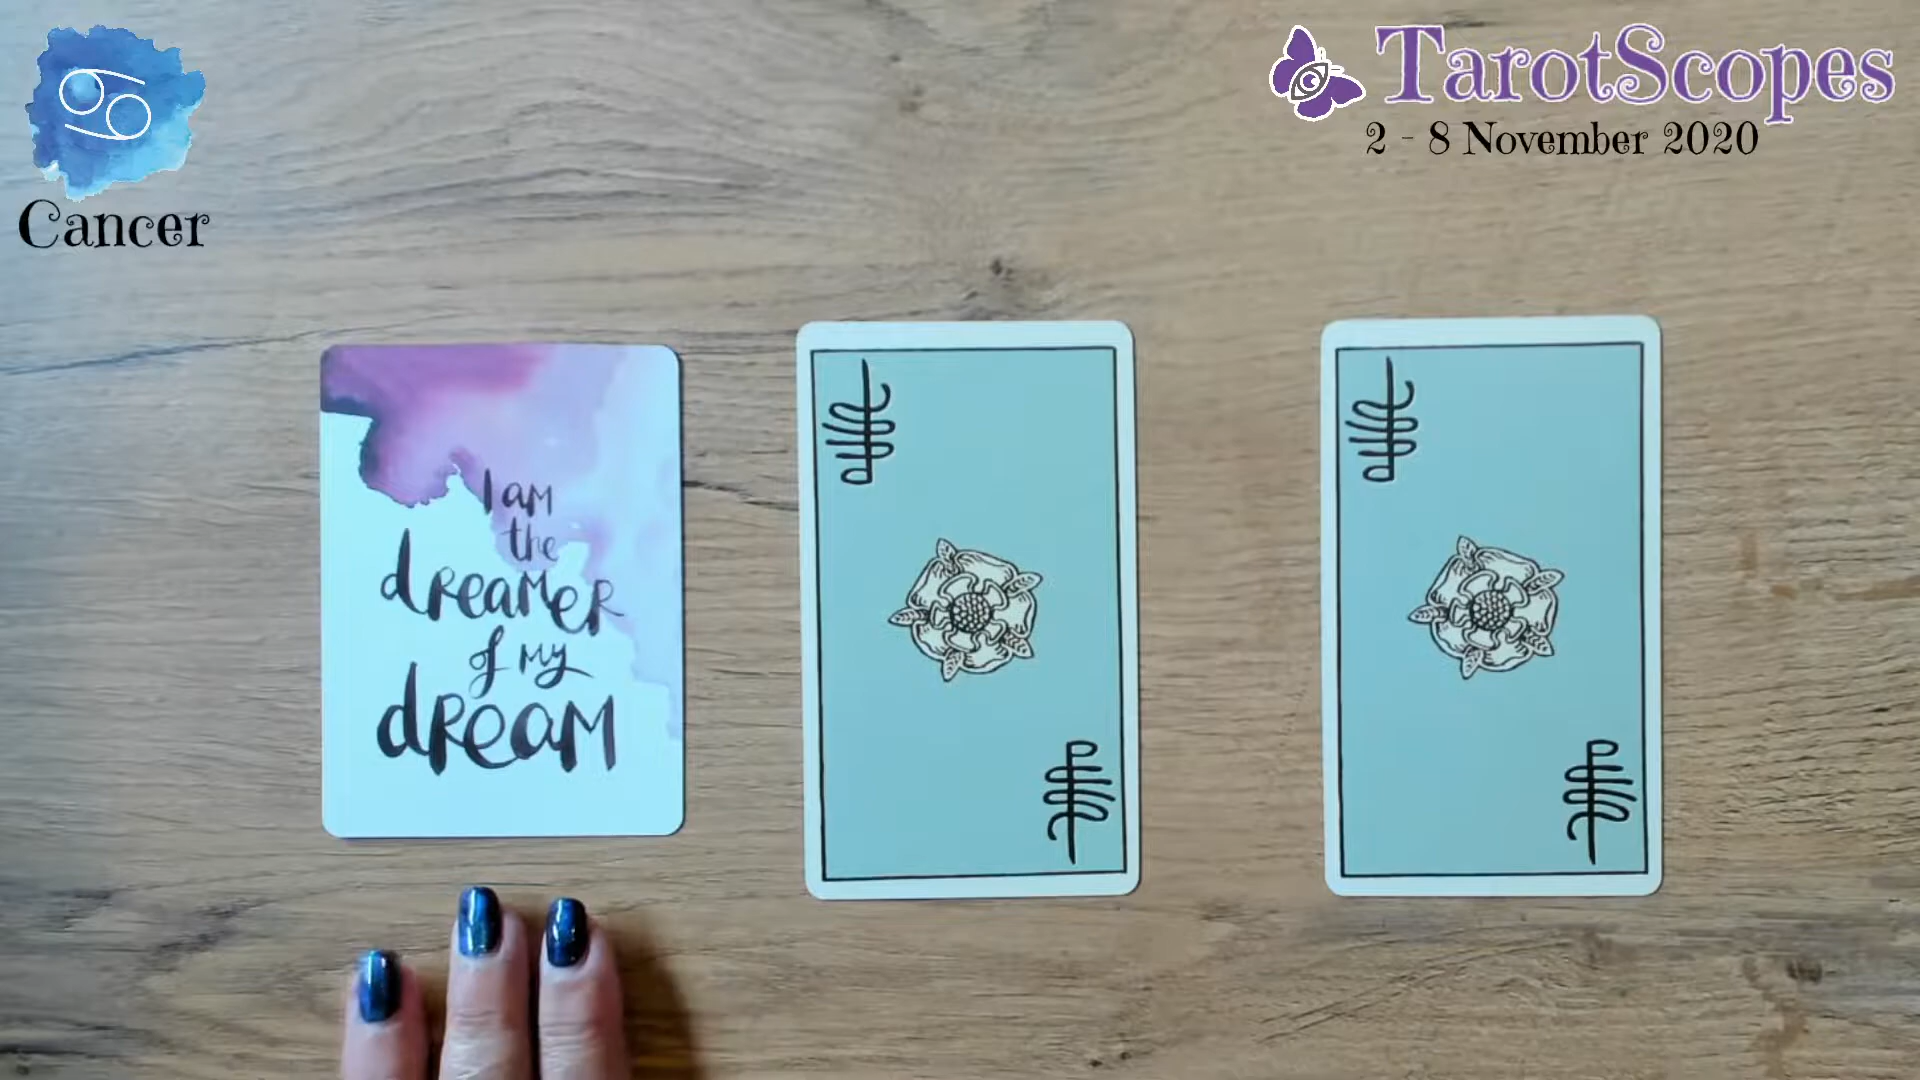 Cancer
TarotScopes
2 - 8 November 2020
I am
the
dreamer
of my
dream